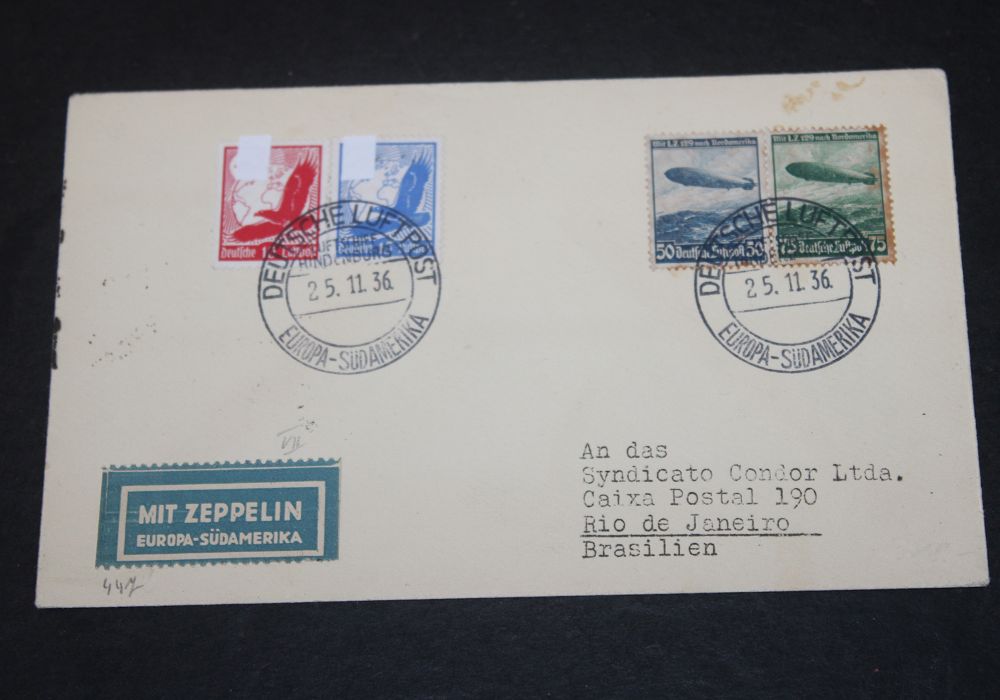 Deutsche
Mit L.Z. 129 nach Nordamerika
50 Deutsche Luftpost 50
Mit L.Z. 129 nach Nordamerika
75 Deutsche Luftpost 75
DEUTSCHE LUFTPOST
HINDENBURG
25.11.36.
EUROPA-SÜDAMERIKA
DEUTSCHE LUFTPOST
25.11.36.
EUROPA-SÜDAMERIKA
VII
An das
Syndicato Condor Ltda.
Caixa Postal 190
Rio de Janeiro
Brasilien
MIT ZEPPELIN
EUROPA-SÜDAMERIKA